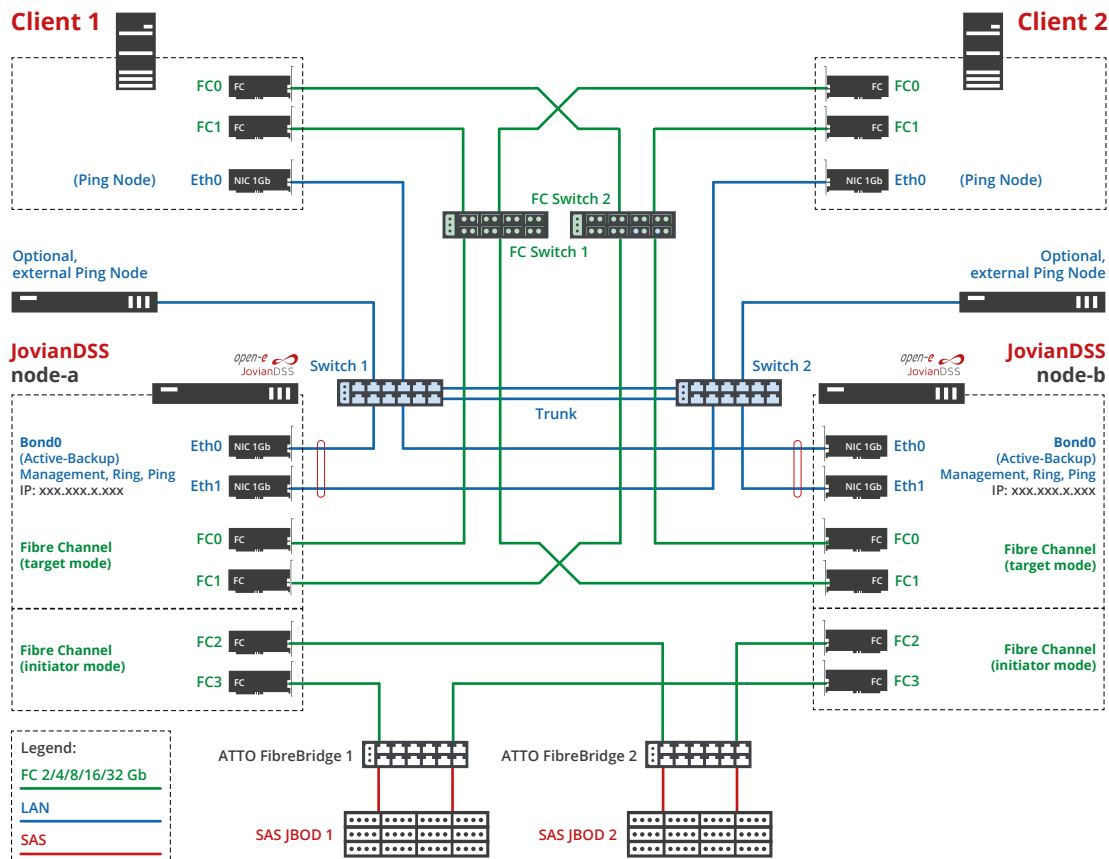 Client 1
Client 2
FC0
FC
FC
FC0
FC1
FC
FC
FC1
(Ping Node)
Eth0
NIC 1Gb
NIC 1Gb
Eth0
(Ping Node)
FC Switch 2
FC Switch 1
Optional,
external Ping Node
Optional,
external Ping Node
JovianDSS
node-a
open-e
JovianDSS
Switch 1
Switch 2
open-e
JovianDSS
JovianDSS
node-b
Trunk
Bond0
(Active-Backup)
Management, Ring, Ping
IP: xxx.xxx.x.xxx
Eth0
NIC 1Gb
Eth1
NIC 1Gb
NIC 1Gb
Eth0
NIC 1Gb
Eth1
Bond0
(Active-Backup)
Management, Ring, Ping
IP: xxx.xxx.x.xxx
Fibre Channel
(target mode)
FC0
FC
FC1
FC
FC
FC0
FC
FC1
Fibre Channel
(target mode)
Fibre Channel
(initiator mode)
FC2
FC
FC3
FC
FC
FC2
FC
FC3
Fibre Channel
(initiator mode)
ATTO FibreBridge 1
ATTO FibreBridge 2
SAS JBOD 1
SAS JBOD 2
Legend:
FC 2/4/8/16/32 Gb
LAN
SAS